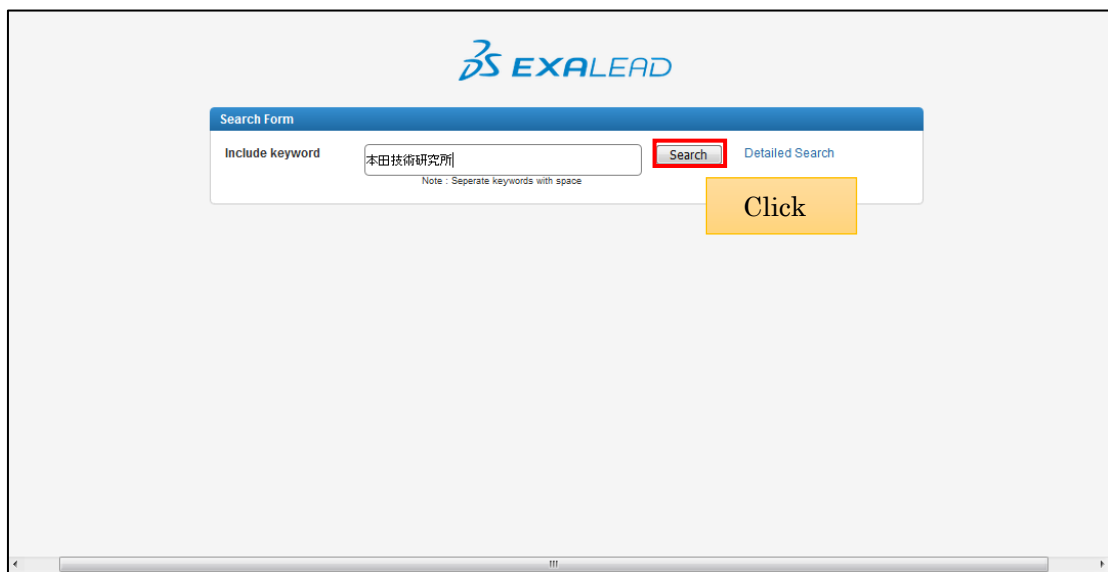 3DS EXALEAD
Search Form
Include keyword 本田技術研究所 Search Detailed Search
Note : Seperate keywords with space
Click